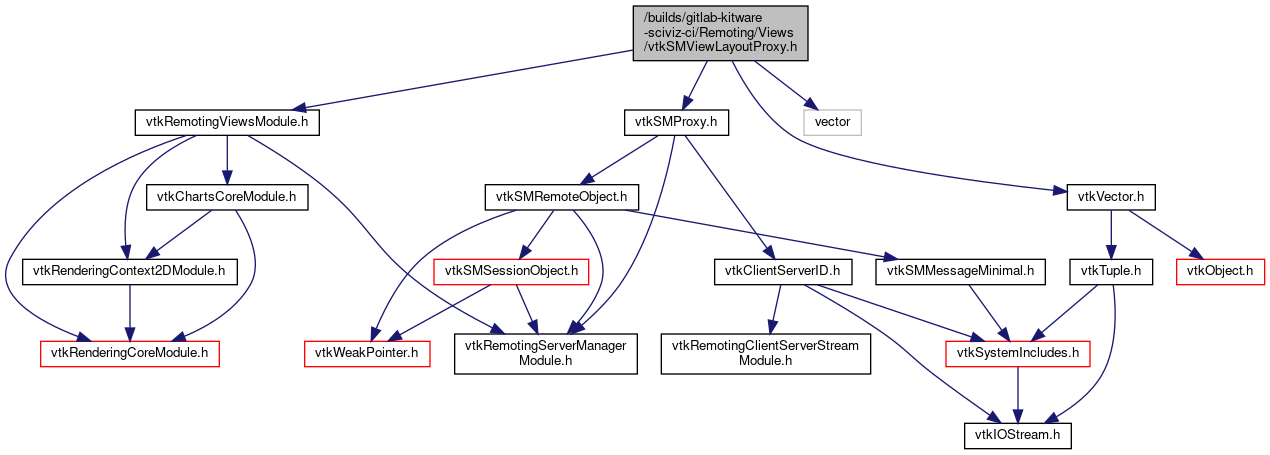 /builds/gitlab-kitware
-sciviz-ci/Remoting/Views
/vtkSMViewLayoutProxy.h
vtkRemotingViewsModule.h
vtkSMProxy.h
vector
vtkChartsCoreModule.h
vtkSMRemoteObject.h
vtkVector.h
vtkRenderingContext2DModule.h
vtkSMSessionObject.h
vtkClientServerID.h
vtkSMMessageMinimal.h
vtkTuple.h
vtkObject.h
vtkRenderingCoreModule.h
vtkWeakPointer.h
vtkRemotingServerManager
Module.h
vtkRemotingClientServerStream
Module.h
vtkSystemIncludes.h
vtkIOStream.h